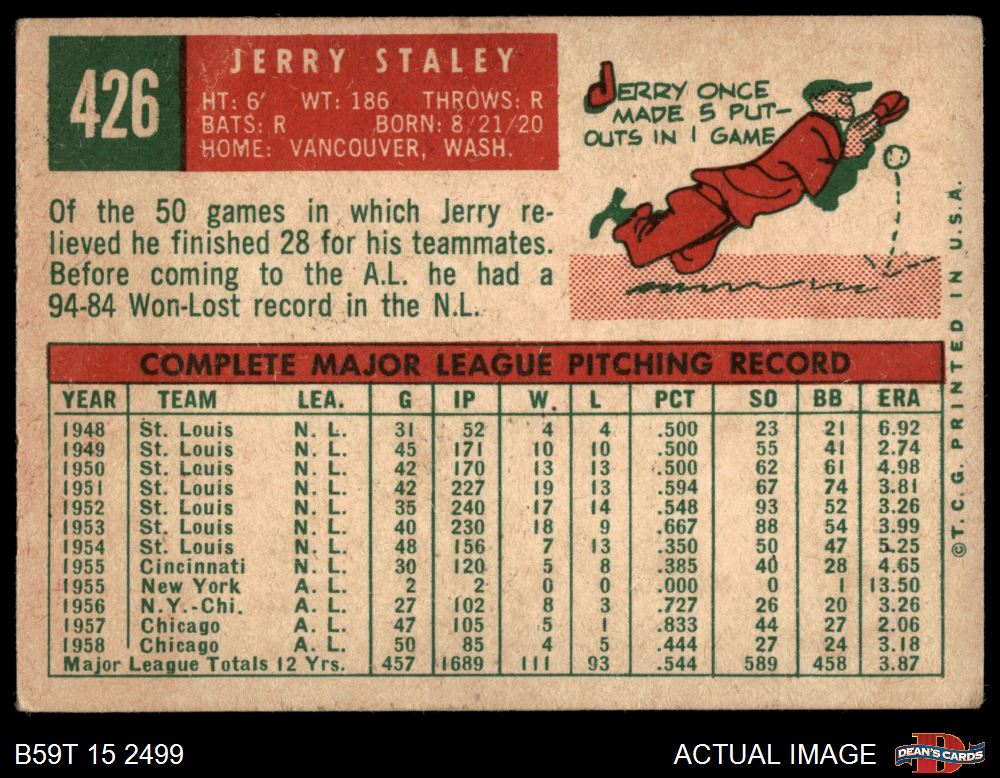 426
JERRY STALEY
HT: 6' WT: 186 THROWS: R
BATS: R BORN: 8/21/20
HOME: VANCOUVER, WASH.
JERRY ONCE
MADE 5 PUT-
OUTS IN 1 GAME
Of the 50 games in which Jerry re-
lieved he finished 28 for his teammates.
Before coming to the A.L. he had a
94-84 Won-Lost record in the N.L.
COMPLETE MAJOR LEAGUE PITCHING RECORD
YEAR TEAM LEA. G IP W L PCT SO BB ERA
1948 St. Louis N. L. 31 52 4 4 .500 23 21 6.92
1949 St. Louis N. L. 45 171 10 10 .500 55 41 2.74
1950 St. Louis N. L. 42 170 13 13 .500 62 61 4.98
1951 St. Louis N. L. 42 227 19 13 .594 67 74 3.81
1952 St. Louis N. L. 35 240 17 14 .548 93 52 3.26
1953 St. Louis N. L. 40 230 18 9 .667 88 54 3.99
1954 St. Louis N. L. 48 156 7 13 .350 50 47 5.25
1955 Cincinnati N. L. 30 120 5 8 .385 40 28 4.65
1955 New York A. L. 2 2 0 0 .000 0 1 13.50
1956 N.Y.-Chi. A. L. 27 102 8 3 .727 26 20 3.26
1957 Chicago A. L. 47 105 5 1 .833 44 27 2.06
1958 Chicago A. L. 50 85 4 5 .444 27 24 3.18
Major League Totals 12 Yrs. 457 1689 111 93 .544 589 458 3.87
© T. C. G. PRINTED IN U. S. A.
B59T 15 2499
ACTUAL IMAGE
DEAN'S CARDS